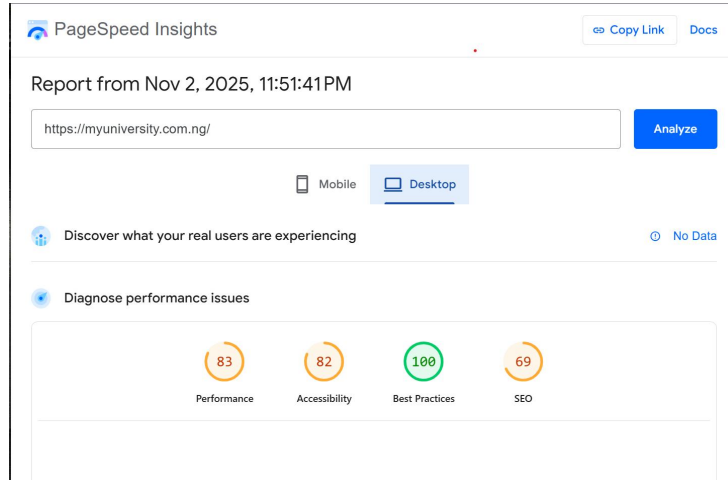 PageSpeed Insights
Copy Link Docs
Report from Nov 2, 2025, 11:51:41 PM
https://myuniversity.com.ng/
Analyze
Mobile Desktop
Discover what your real users are experiencing No Data
Diagnose performance issues
83 82 100 69
Performance Accessibility Best Practices SEO